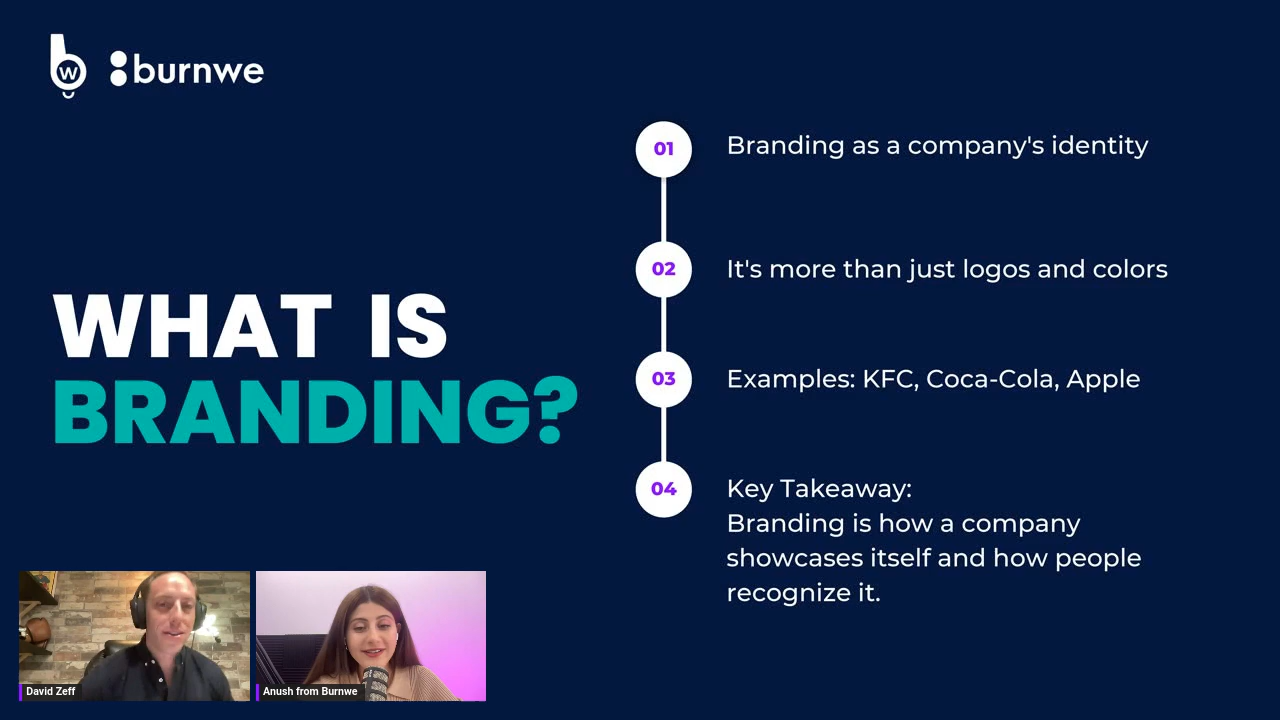 w
burnwe
WHAT IS
BRANDING?
01
Branding as a company's identity
02
It's more than just logos and colors
03
Examples: KFC, Coca-Cola, Apple
04
Key Takeaway:
Branding is how a company
showcases itself and how people
recognize it.
David Zeff
Anush from Burnwe